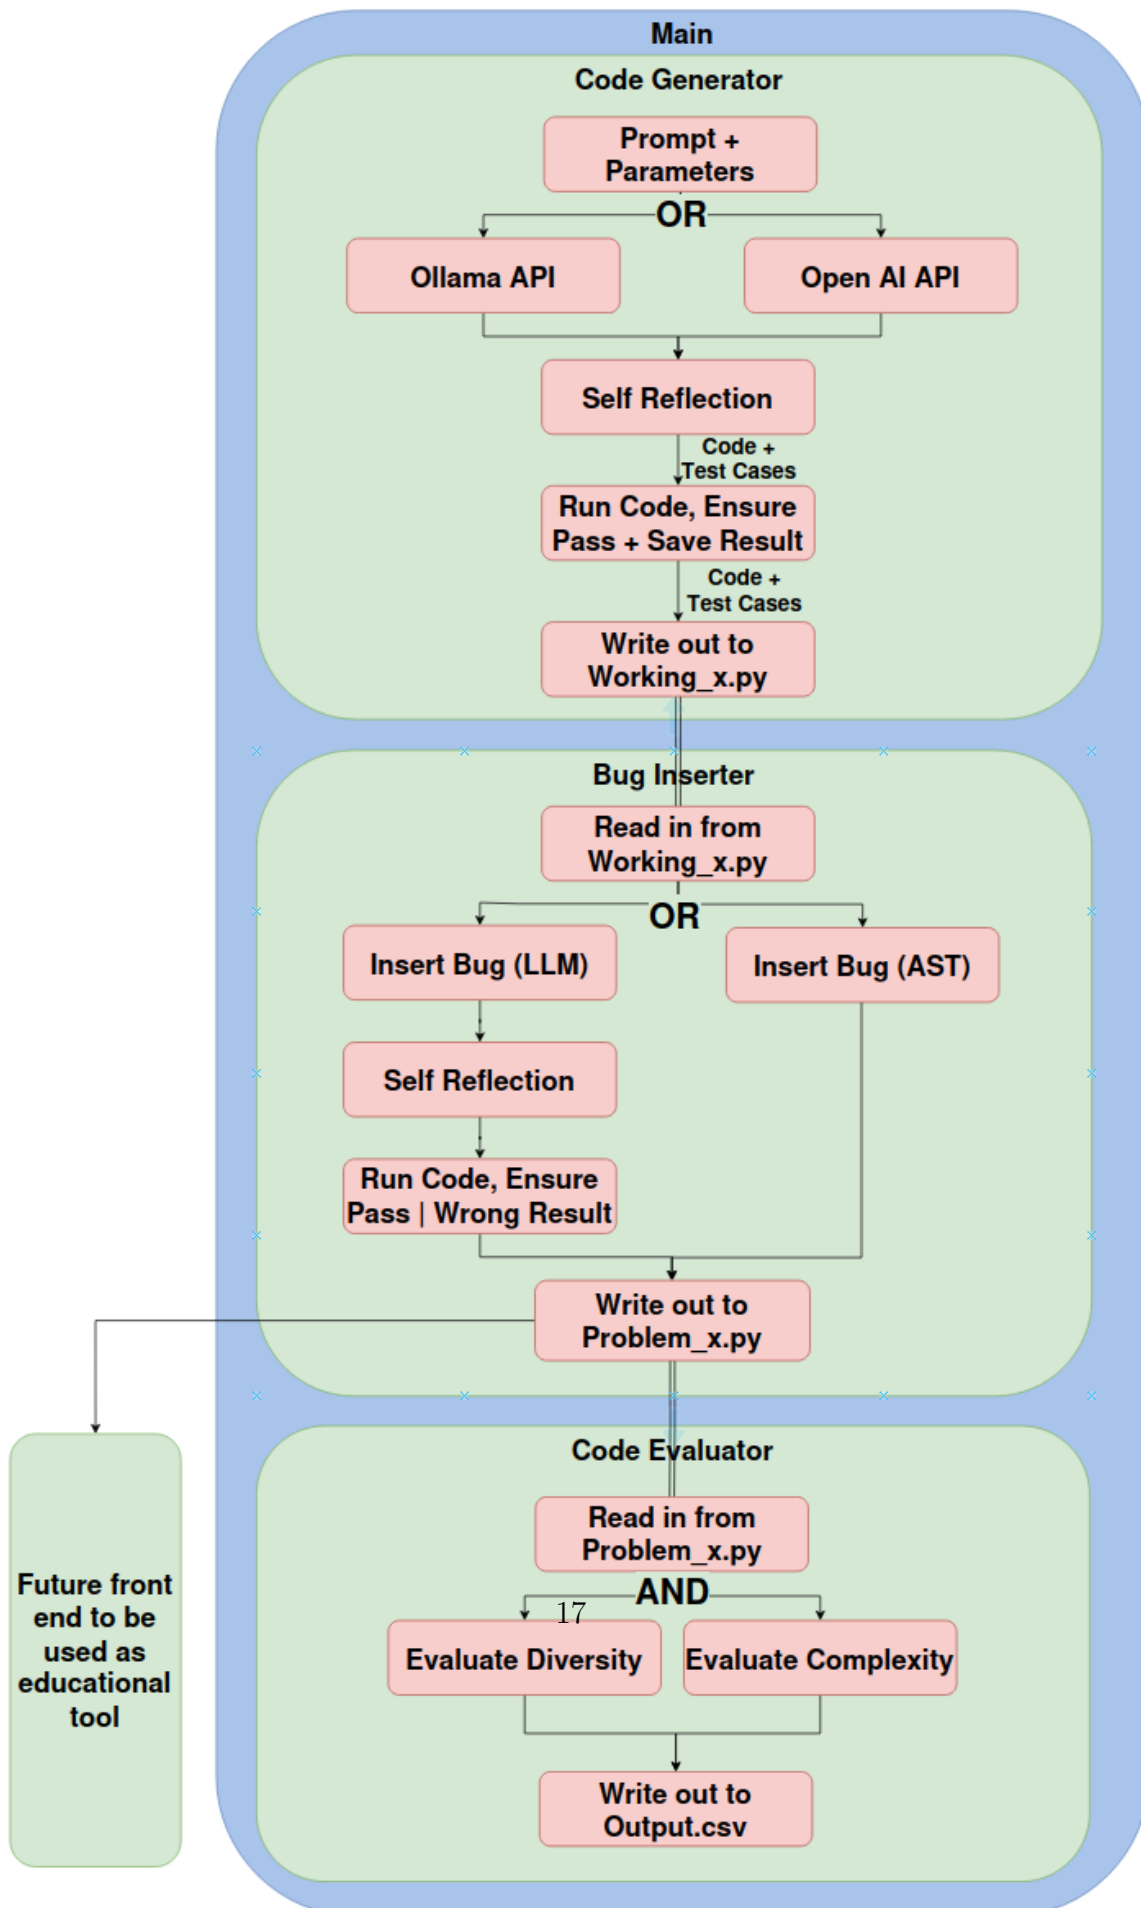 Main
Code Generator
Prompt +
Parameters
OR
Ollama API
Open AI API
Self Reflection
Code +
Test Cases
Run Code, Ensure
Pass + Save Result
Code +
Test Cases
Write out to
Working_x.py
Bug Inserter
Read in from
Working_x.py
OR
Insert Bug (LLM)
Insert Bug (AST)
Self Reflection
Run Code, Ensure
Pass | Wrong Result
Write out to
Problem_x.py
Code Evaluator
Read in from
Problem_x.py
AND
17
Evaluate Diversity
Evaluate Complexity
Write out to
Output.csv
Future front
end to be
used as
educational
tool